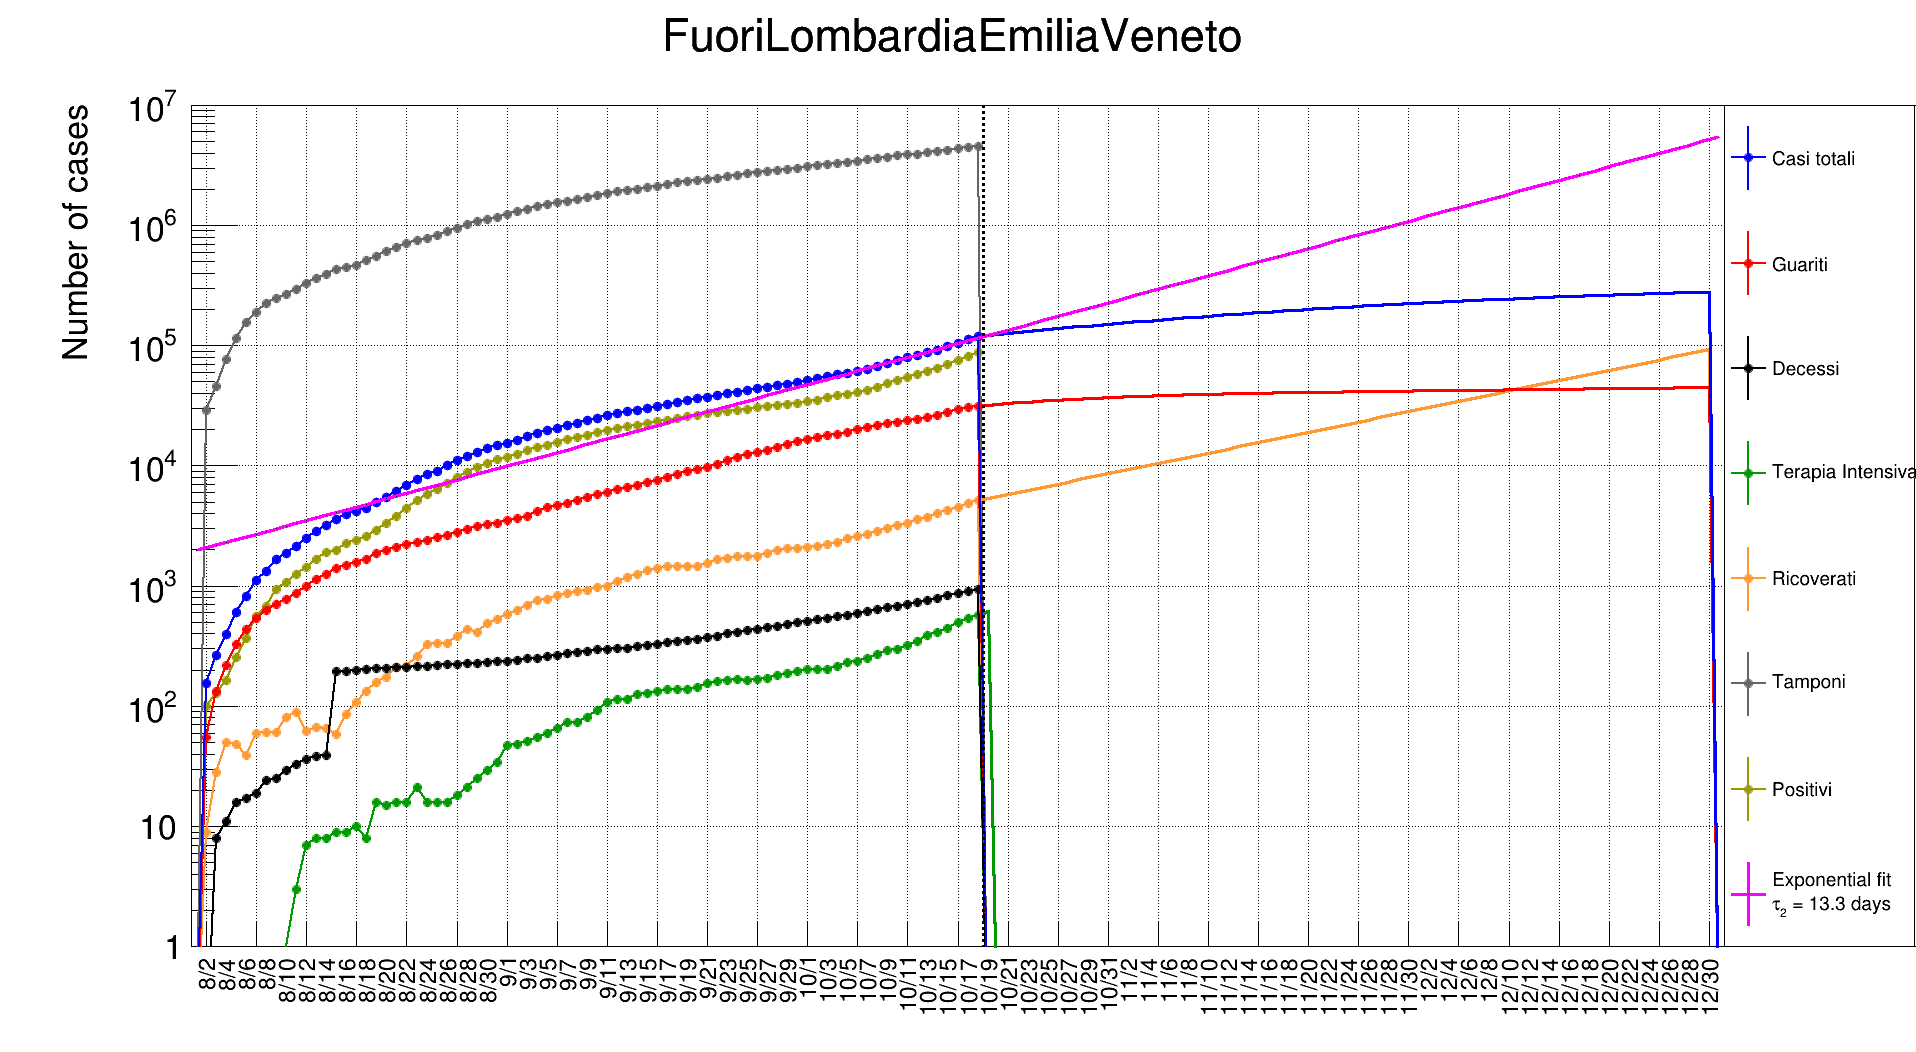 FuoriLombardiaEmiliaVeneto
Number of cases
10^7
10^6
10^5
10^4
10^3
10^2
10
1
8/2 8/4 8/6 8/8 8/10 8/12 8/14 8/16 8/18 8/20 8/22 8/24 8/26 8/28 8/30 9/1 9/3 9/5 9/7 9/9 9/11 9/13 9/15 9/17 9/19 9/21 9/23 9/25 9/27 9/29 10/1 10/3 10/5 10/7 10/9 10/11 10/13 10/15 10/17 10/19 10/21 10/23 10/25 10/27 10/29 10/31 11/2 11/4 11/6 11/8 11/10 11/12 11/14 11/16 11/18 11/20 11/22 11/24 11/26 11/28 11/30 12/2 12/4 12/6 12/8 12/10 12/12 12/14 12/16 12/18 12/20 12/22 12/24 12/26 12/28 12/30
Casi totali
Guariti
Decessi
Terapia Intensiva
Ricoverati
Tamponi
Positivi
Exponential fit
τ₂ = 13.3 days